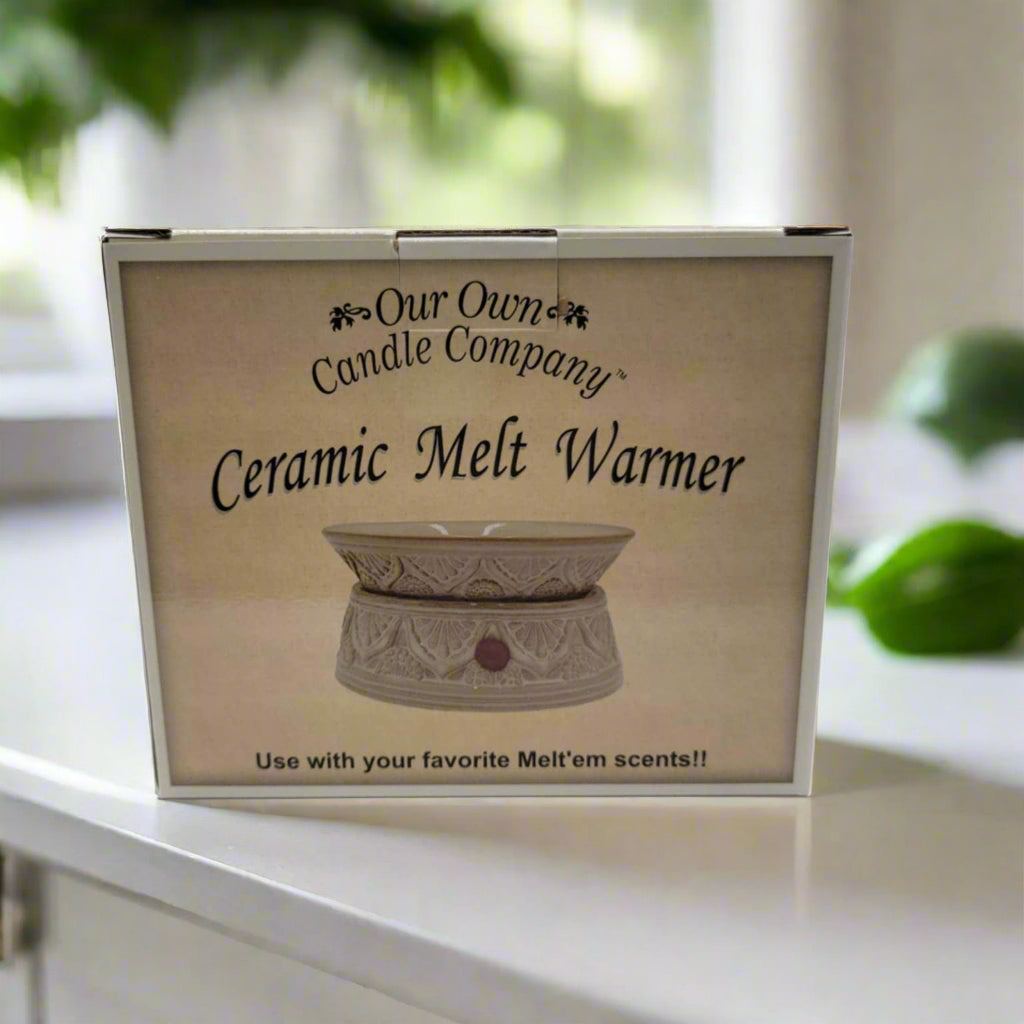 Our Own
Candle Company™
Ceramic Melt Warmer
Use with your favorite Melt'em scents!!